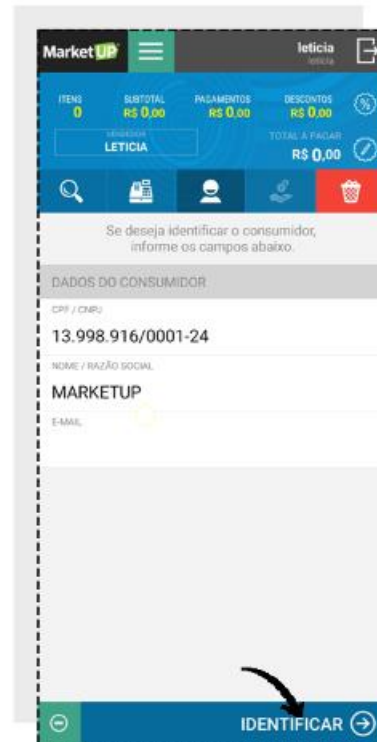 MarketUP
leticia
leticia
ITENS SUBTOTAL PAGAMENTOS DESCONTOS
0 R$ 0,00 R$ 0,00 R$ 0,00
VENDEDOR TOTAL A PAGAR
LETICIA R$ 0,00
Se deseja identificar o consumidor,
informe os campos abaixo.
DADOS DO CONSUMIDOR
CPF / CNPJ
13.998.916/0001-24
NOME / RAZÃO SOCIAL
MARKETUP
E-MAIL
IDENTIFICAR